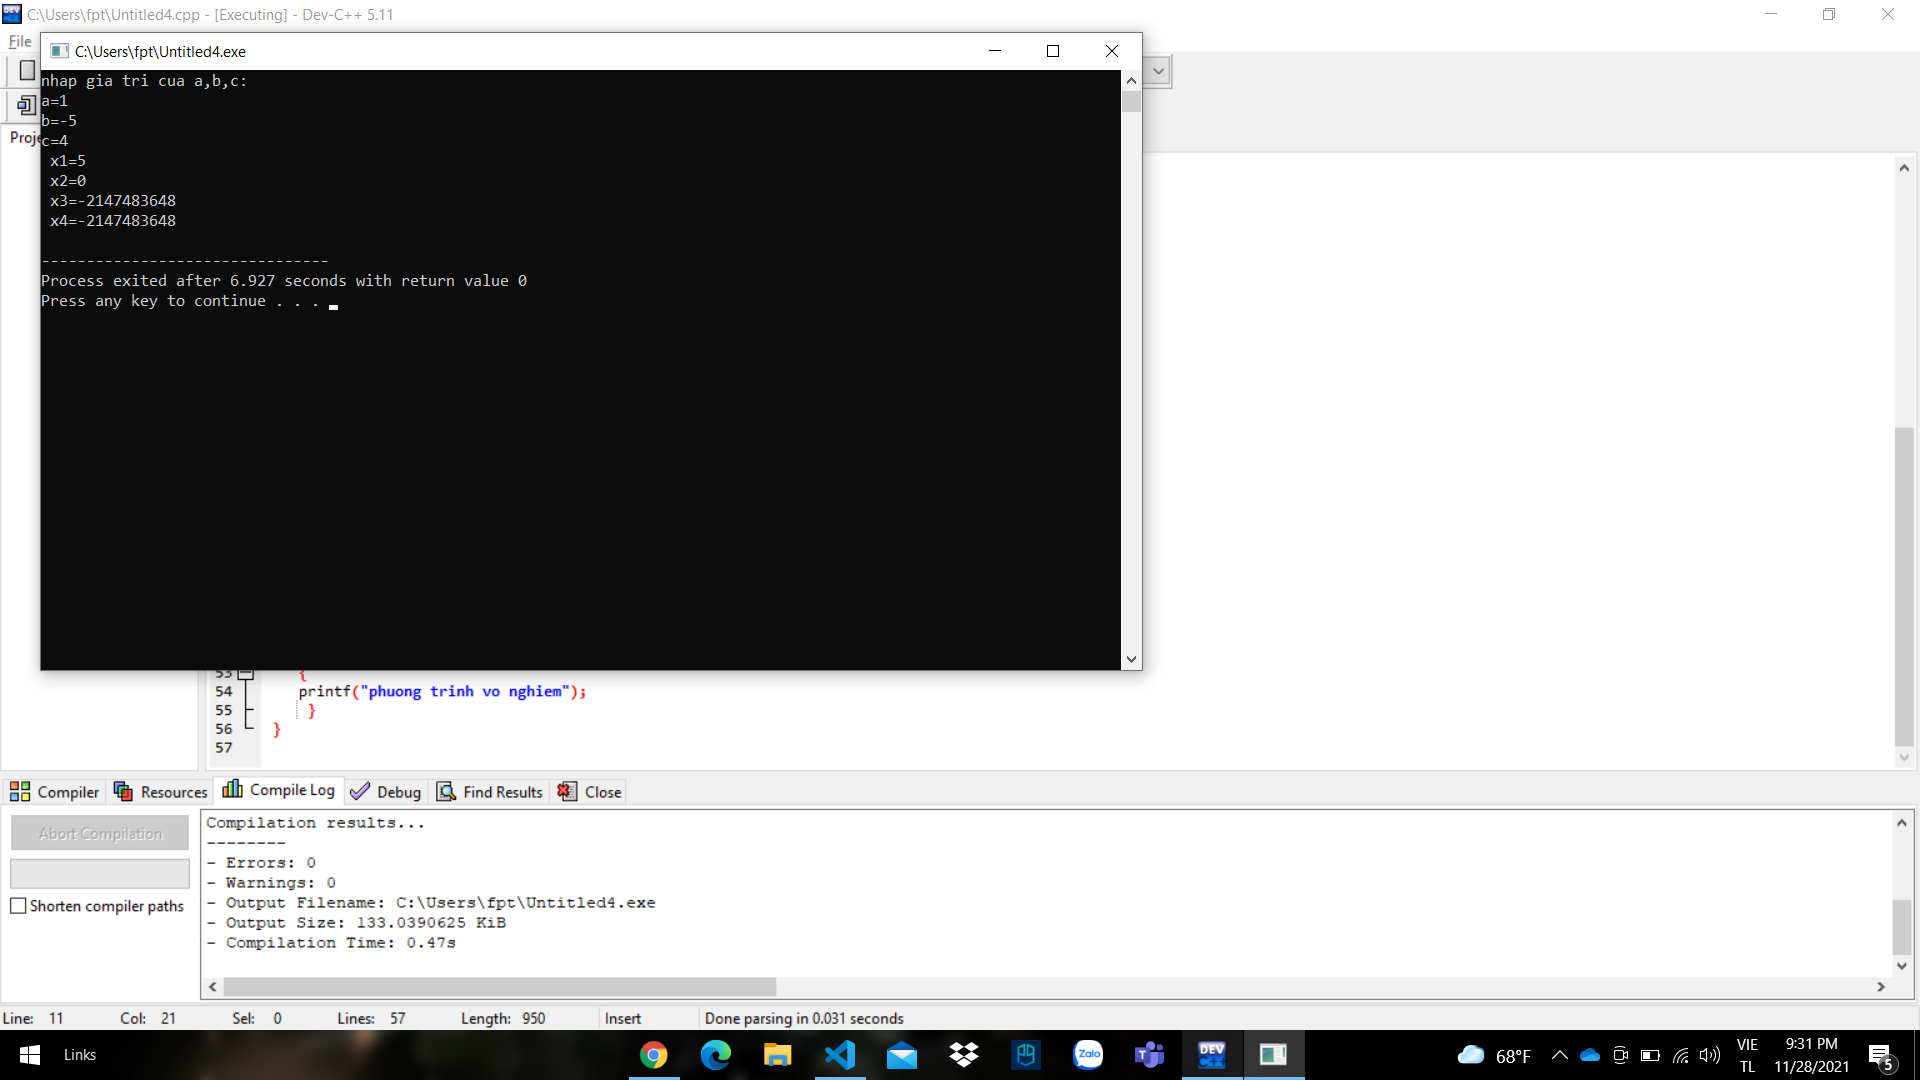 C:\Users\fpt\Untitled4.cpp - [Executing] - Dev-C++ 5.11
File
C:\Users\fpt\Untitled4.exe
Proje
nhap gia tri cua a,b,c:
a=1
b=-5
c=4
x1=5
x2=0
x3=-2147483648
x4=-2147483648
--------------------------------
Process exited after 6.927 seconds with return value 0
Press any key to continue . . .
53 {
54 printf("phuong trinh vo nghiem");
55 }
56 }
57
Compiler Resources Compile Log Debug Find Results Close
Abort Compilation
Shorten compiler paths
Compilation results...
--------
- Errors: 0
- Warnings: 0
- Output Filename: C:\Users\fpt\Untitled4.exe
- Output Size: 133.0390625 KiB
- Compilation Time: 0.47s
Line: 11 Col: 21 Sel: 0 Lines: 57 Length: 950 Insert Done parsing in 0.031 seconds
Links
Zalo
DEV C++
68°F
VIE
TL
9:31 PM
11/28/2021
5